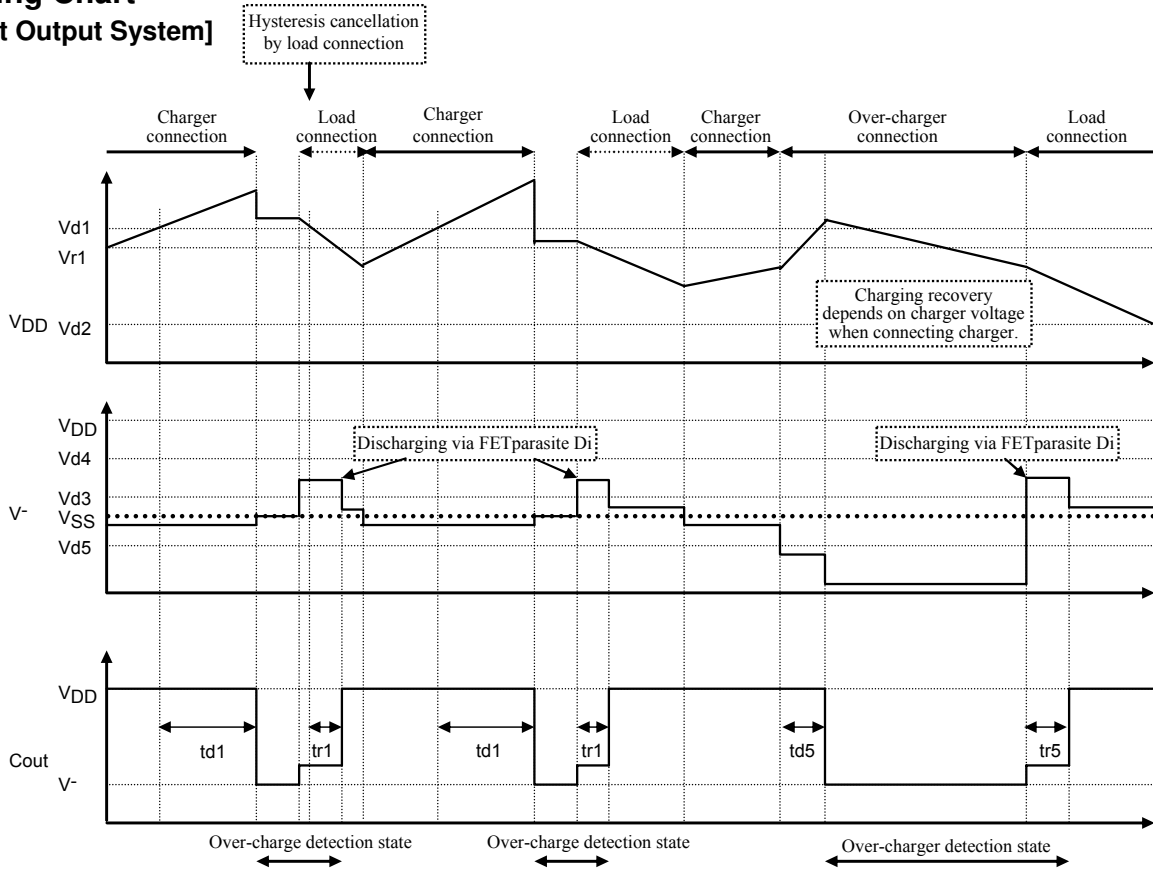 ng Chart
t Output System]
Hysteresis cancellation
by load connection
Charger
connection
Load
connection
Charger
connection
Load
connection
Charger
connection
Over-charger
connection
Load
connection
Vd1
Vr1
VDD Vd2
Charging recovery
depends on charger voltage
when connecting charger.
VDD
Vd4
Vd3
V- VSS
Vd5
Discharging via FETparasite Di
Discharging via FETparasite Di
VDD
Cout
V-
td1
tr1
td1
tr1
td5
tr5
Over-charge detection state
Over-charge detection state
Over-charger detection state